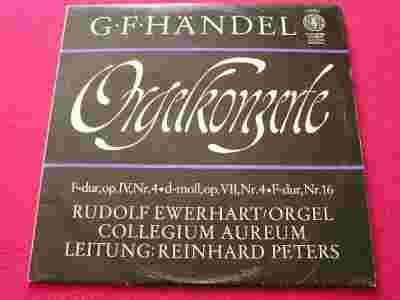 G·F·HÄNDEL
Orgelkonzerte
F-dur, op. IV, Nr. 4 • d-moll, op. VII, Nr. 4 • F-dur, Nr. 16
RUDOLF EWERHART·ORGEL
COLLEGIUM AUREUM
LEITUNG: REINHARD PETERS